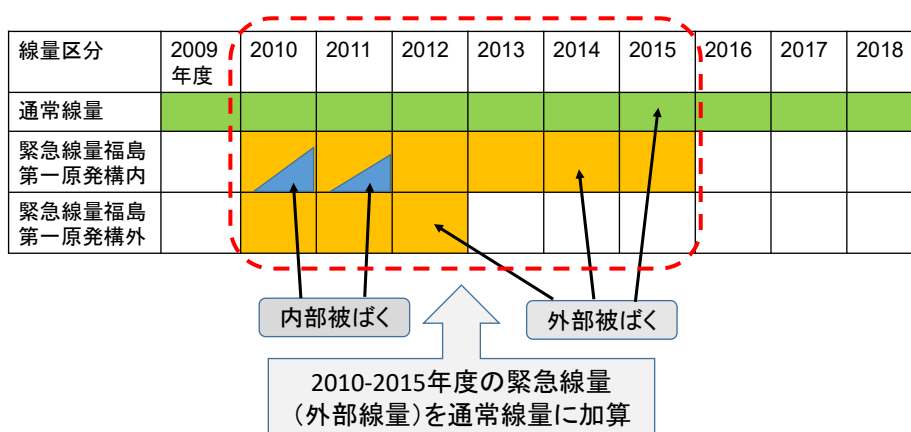 線量区分 2009年度 2010 2011 2012 2013 2014 2015 2016 2017 2018
通常線量
緊急線量福島
第一原発構内
緊急線量福島
第一原発構外
内部被ばく 外部被ばく
2010-2015年度の緊急線量
(外部線量)を通常線量に加算